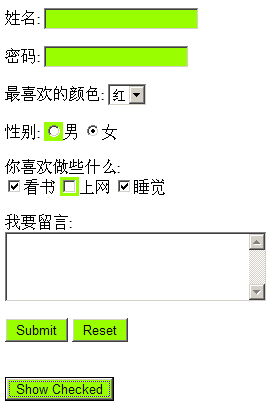 姓名:
密码:
最喜欢的颜色: 红
性别: 男 女
你喜欢做些什么:
看书 上网 睡觉
我要留言:
Submit Reset
Show Checked